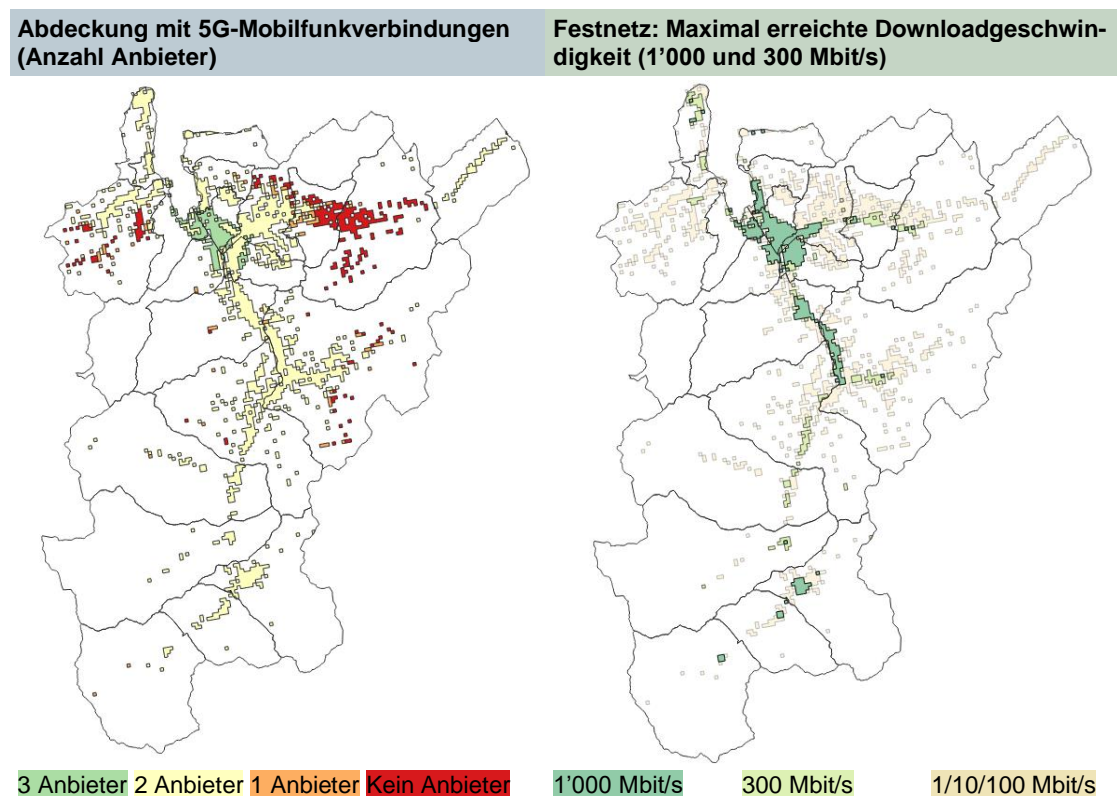 Abdeckung mit 5G-Mobilfunkverbindungen
(Anzahl Anbieter)
Festnetz: Maximal erreichte Downloadgeschwin-
digkeit (1’000 und 300 Mbit/s)
3 Anbieter 2 Anbieter 1 Anbieter Kein Anbieter
1’000 Mbit/s 300 Mbit/s 1/10/100 Mbit/s